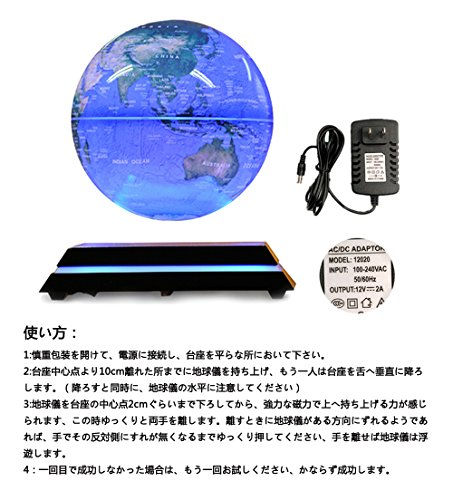 CHINA
INDIA
INDIAN OCEAN
AUSTRALIA
AC/DC ADAPTOR
MODEL: 12020
INPUT: 100-240VAC
50/60Hz
OUTPUT:12V⎓2A
使い方：
1:慎重包装を開けて、電源に接続し、台座を平らな所において下さい。
2:台座中心点より10cm離れた所までに地球儀を持ち上げ、もう一人は台座を舌へ垂直に降ろ
します。（降ろすと同時に、地球儀の水平に注意してください）
3:地球儀を台座の中心点2cmぐらいまで下ろしてから、強力な磁力で上へ持ち上げる力が感じ
られます、この時ゆっくりと両手を離します。離すときに地球儀がある方向にずれるようであ
れば、手でその反対側にすれが無くなるまでゆっくり押してください、手を離せば地球儀は浮
遊します。
4：一回目で成功しなかった場合は、もう一回お試しください、かならず成功します。